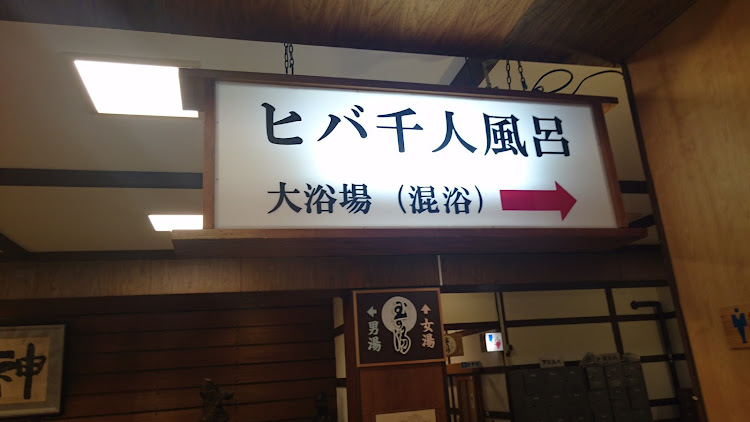 ヒバ千人風呂
大浴場（混浴）
玉の湯
←男湯
↑女湯
神